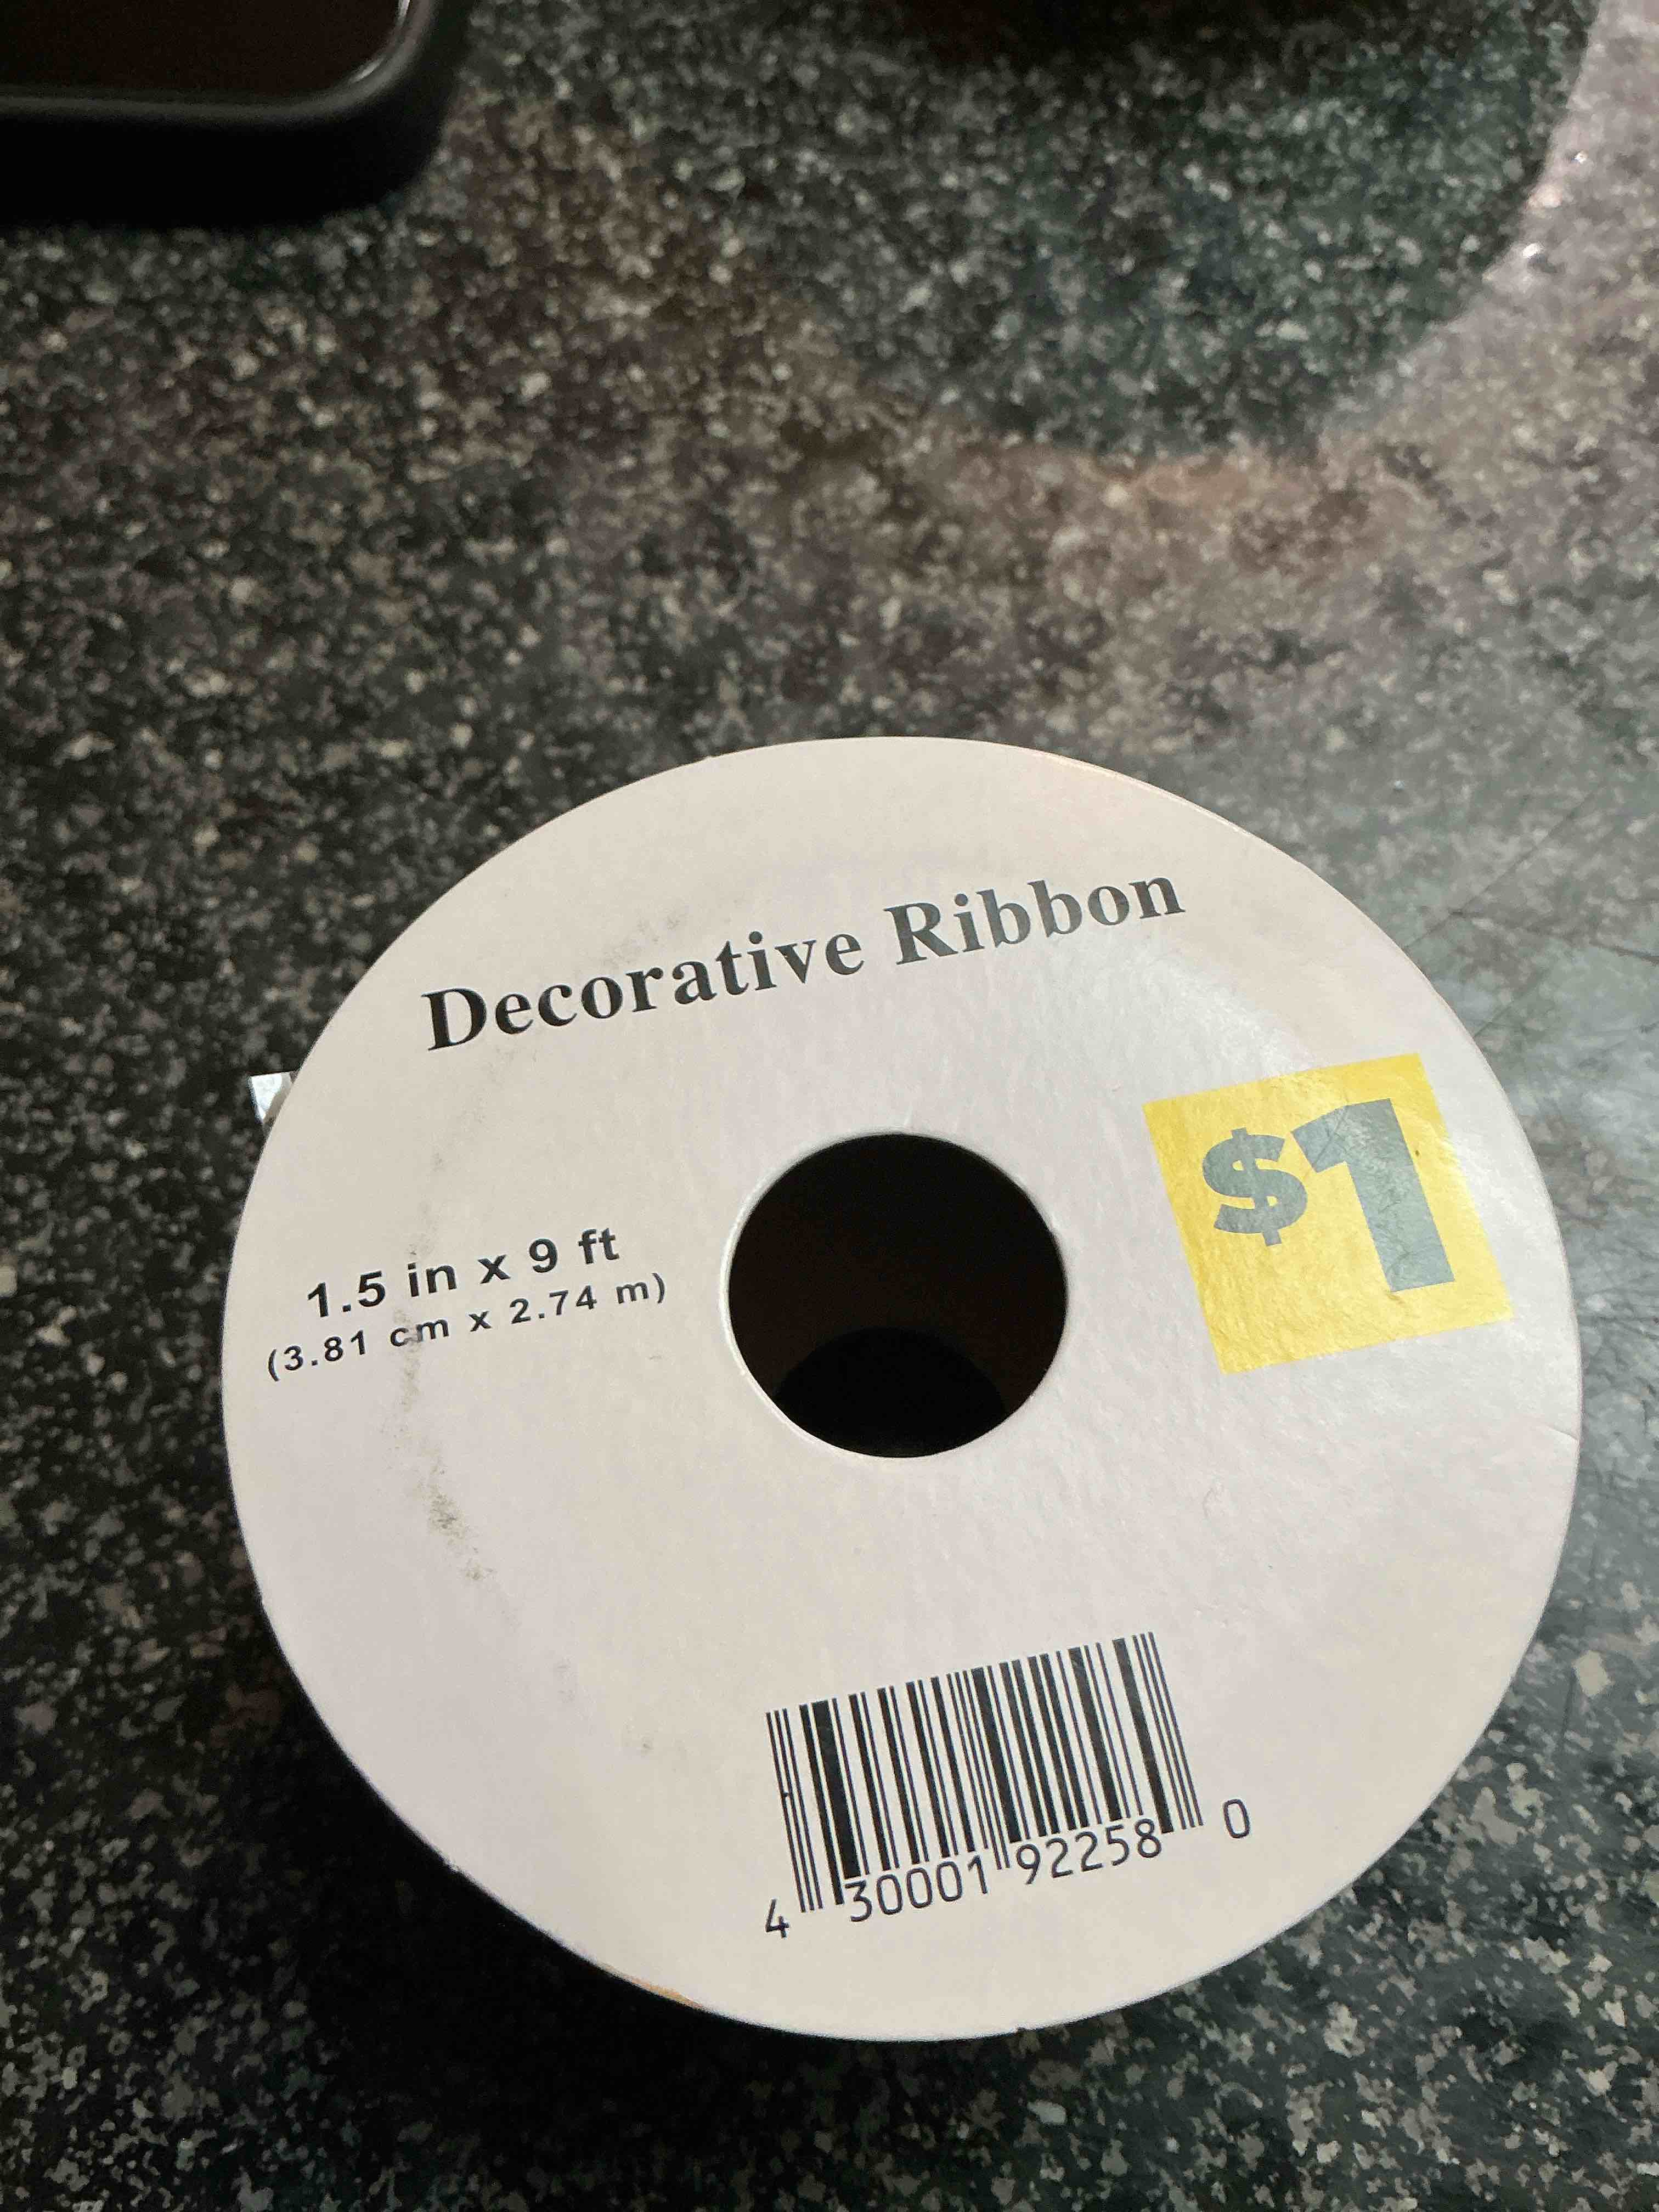 Decorative Ribbon
$1
1.5 in x 9 ft
(3.81 cm x 2.74 m)
4 30001 92258 0